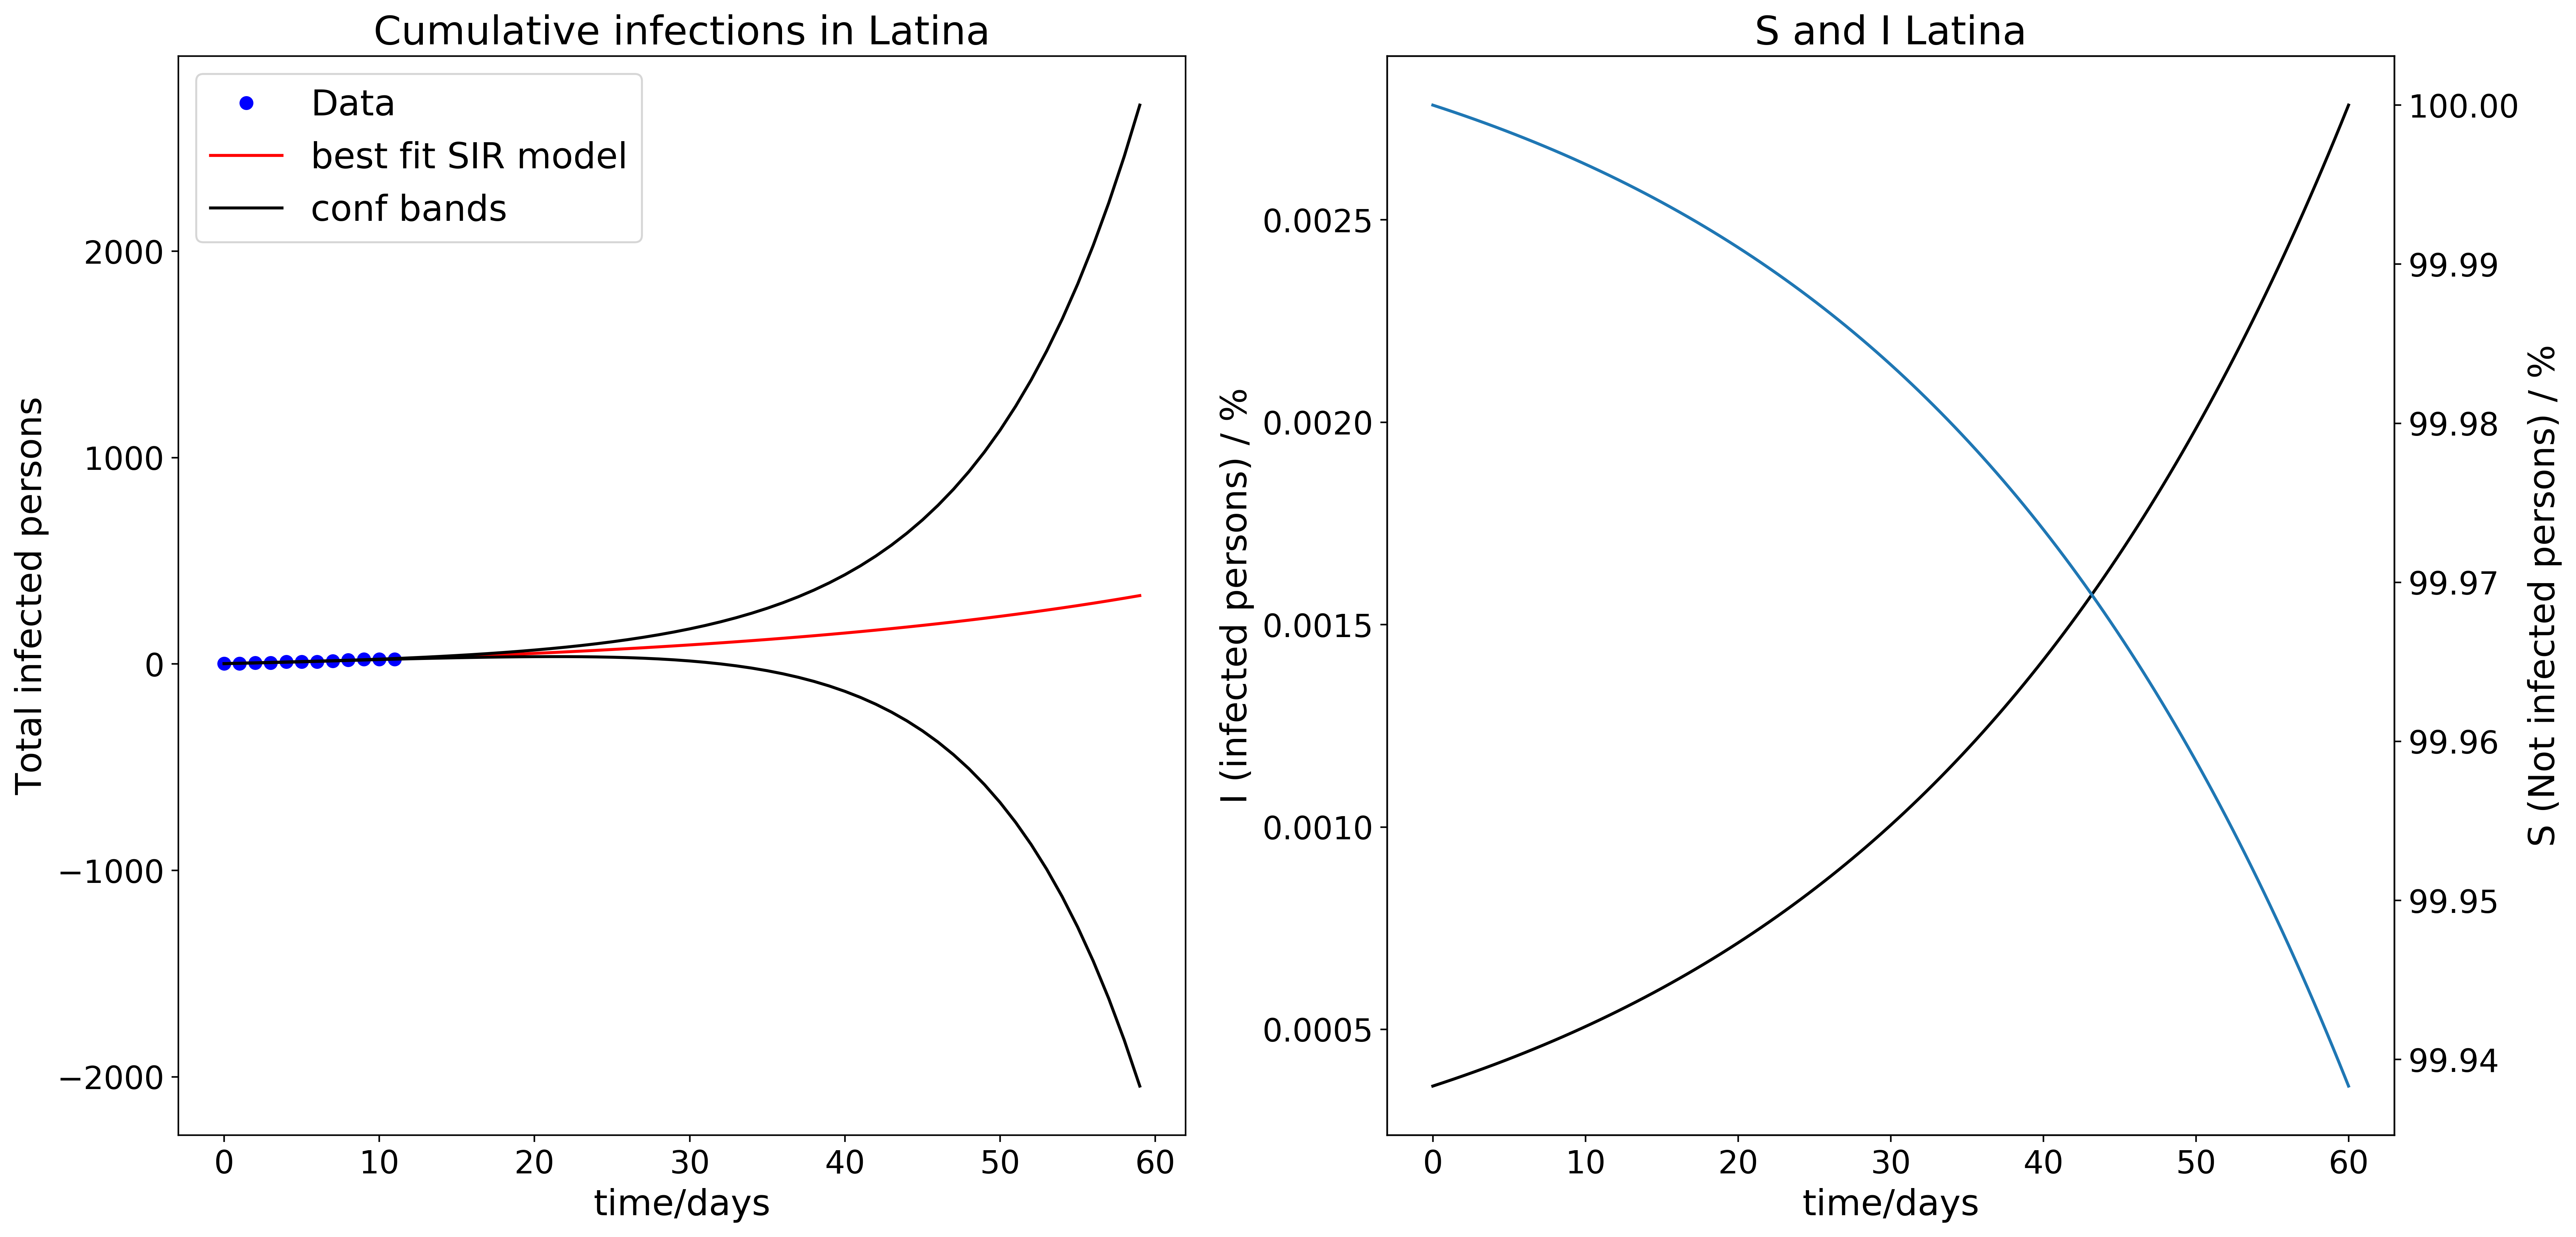 Cumulative infections in Latina
Data
best fit SIR model
conf bands
Total infected persons
2000
1000
0
−1000
−2000
0 10 20 30 40 50 60
time/days
S and I Latina
I (infected persons) / %
0.0025
0.0020
0.0015
0.0010
0.0005
0 10 20 30 40 50 60
time/days
100.00
99.99
99.98
99.97
99.96
99.95
99.94
S (Not infected persons) / %